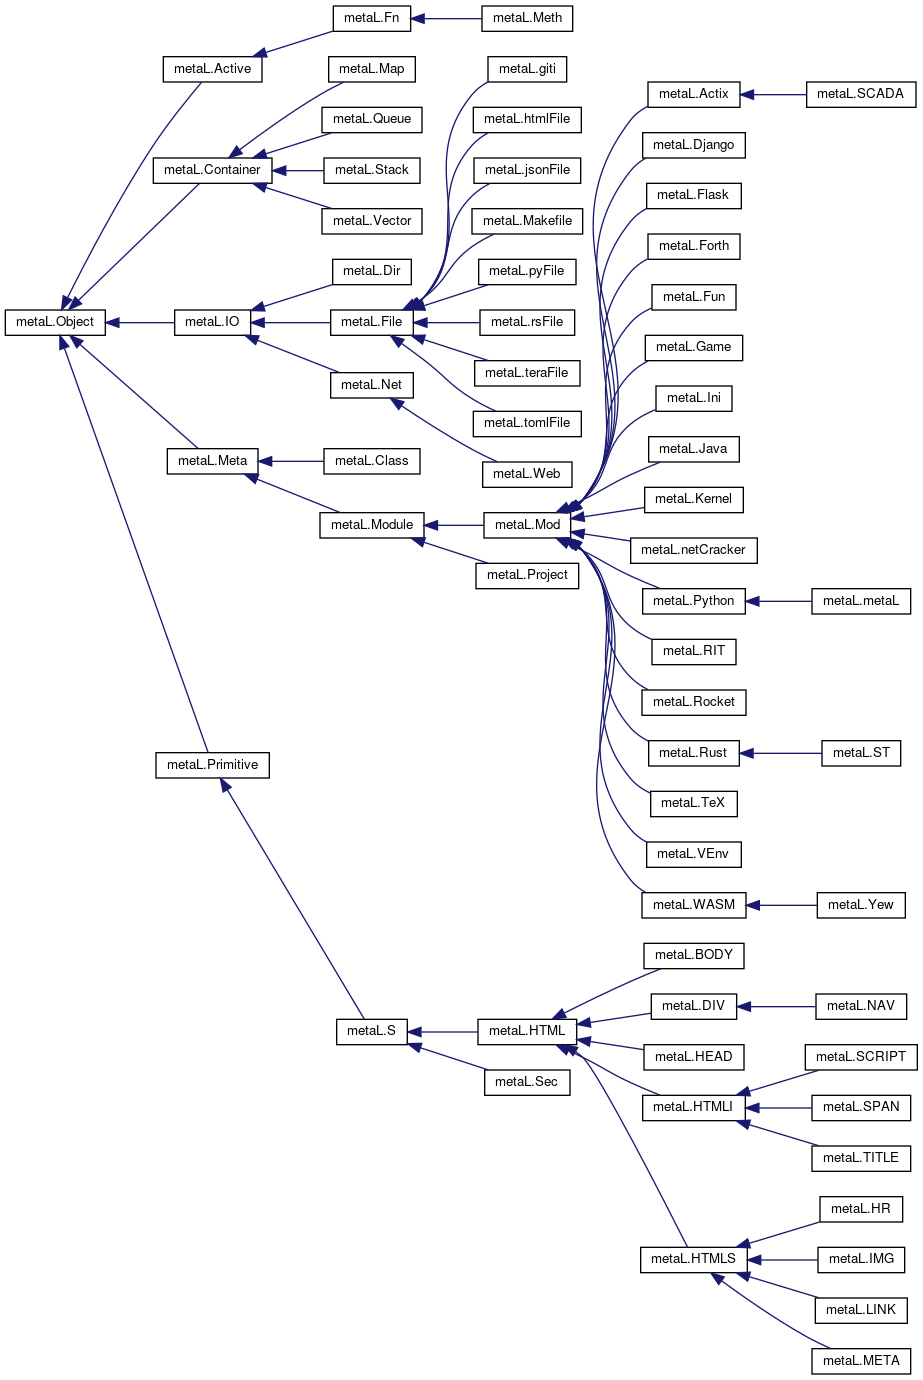 metaL.Fn
metaL.Meth
metaL.Active
metaL.Map
metaL.giti
metaL.Actix
metaL.SCADA
metaL.Queue
metaL.htmlFile
metaL.Django
metaL.Container
metaL.Stack
metaL.jsonFile
metaL.Flask
metaL.Vector
metaL.Makefile
metaL.Forth
metaL.Dir
metaL.pyFile
metaL.Fun
metaL.Object
metaL.IO
metaL.File
metaL.rsFile
metaL.Game
metaL.Net
metaL.teraFile
metaL.Ini
metaL.tomlFile
metaL.Java
metaL.Meta
metaL.Class
metaL.Web
metaL.Kernel
metaL.Module
metaL.Mod
metaL.netCracker
metaL.Project
metaL.Python
metaL.metaL
metaL.RIT
metaL.Rocket
metaL.Primitive
metaL.Rust
metaL.ST
metaL.TeX
metaL.VEnv
metaL.WASM
metaL.Yew
metaL.BODY
metaL.DIV
metaL.NAV
metaL.S
metaL.HTML
metaL.HEAD
metaL.SCRIPT
metaL.Sec
metaL.HTMLI
metaL.SPAN
metaL.TITLE
metaL.HR
metaL.HTMLS
metaL.IMG
metaL.LINK
metaL.META